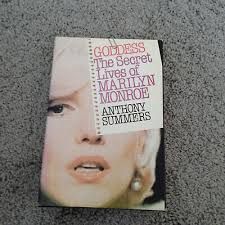 GODDESS
The Secret
Lives of
MARILYN
MONROE
ANTHONY
SUMMERS